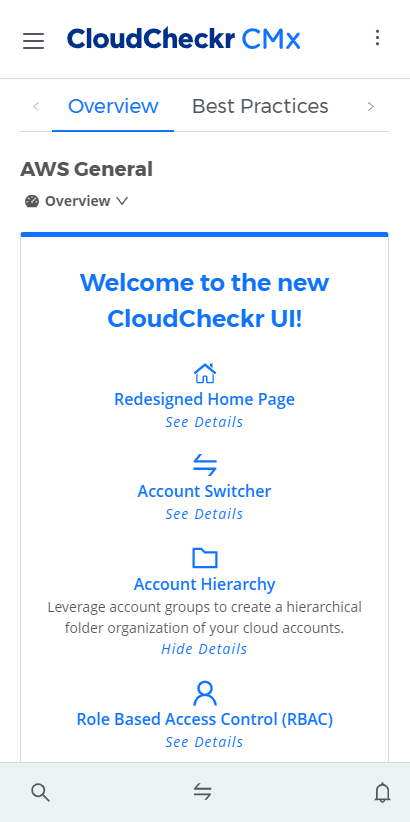 CloudCheckr CMx
Overview
Best Practices
AWS General
Overview
Welcome to the new
CloudCheckr UI!
Redesigned Home Page
See Details
Account Switcher
See Details
Account Hierarchy
Leverage account groups to create a hierarchical
folder organization of your cloud accounts.
Hide Details
Role Based Access Control (RBAC)
See Details